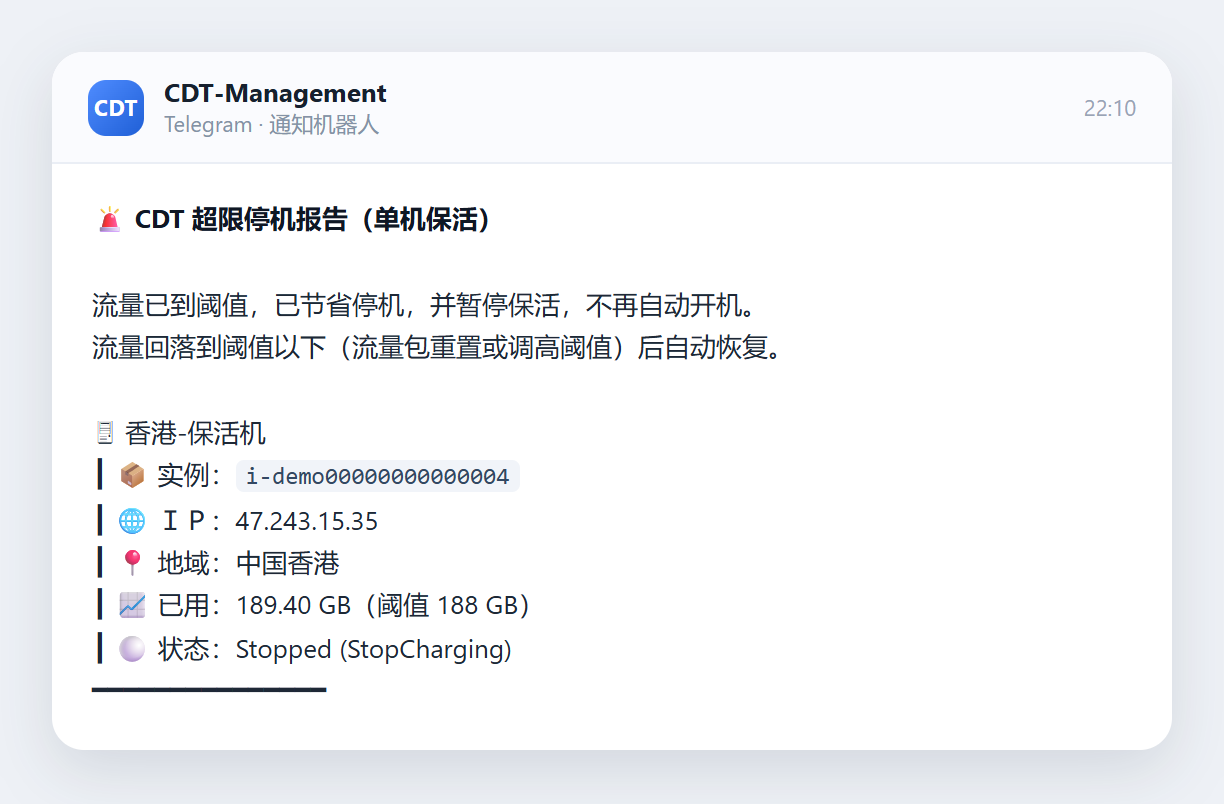 CDT
CDT-Management
Telegram · 通知机器人
22:10
🚨 CDT 超限停机报告（单机保活）
流量已到阈值，已节省停机，并暂停保活，不再自动开机。
流量回落到阈值以下（流量包重置或调高阈值）后自动恢复。
🧾 香港-保活机
┃ 📦 实例： i-demo00000000000004
┃ 🌐 ＩＰ：47.243.15.35
┃ 📍 地域：中国香港
┃ 📈 已用：189.40 GB（阈值 188 GB）
┃ 🔮 状态：Stopped (StopCharging)